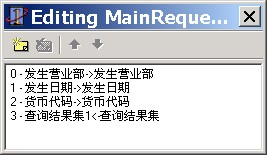 Editing MainReque...
0 - 发生营业部->发生营业部
1 - 发生日期->发生日期
2 - 货币代码->货币代码
3 - 查询结果集1<-查询结果集